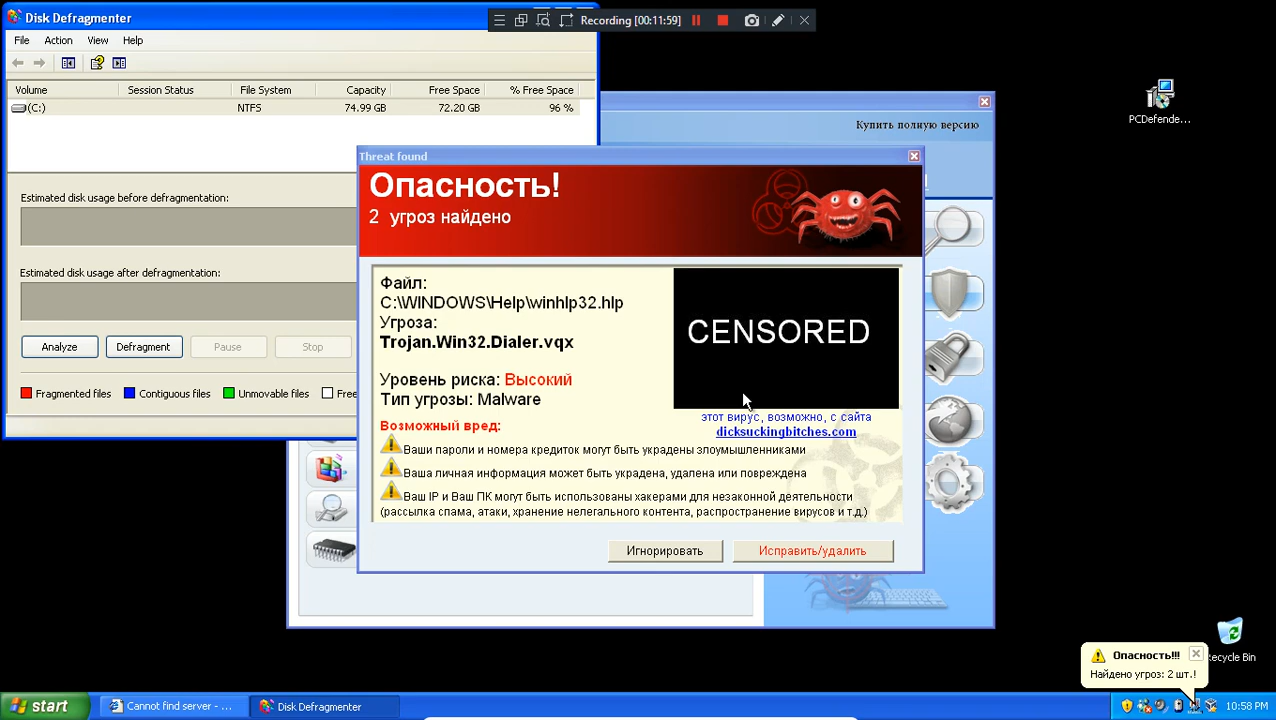 Disk Defragmenter
Recording [00:11:59]
File Action View Help
Volume Session Status File System Capacity Free Space % Free Space
(C:) NTFS 74.99 GB 72.20 GB 96 %
Купить полную версию
PCDefende...
Threat found
Опасность!
2 угроз найдено
Estimated disk usage before defragmentation:
Estimated disk usage after defragmentation:
Analyze Defragment Pause Stop
Fragmented files Contiguous files Unmovable files Free
Файл:
C:\WINDOWS\Help\winhlp32.hlp
Угроза:
Trojan.Win32.Dialer.vqx
Уровень риска: Высокий
Тип угрозы: Malware
CENSORED
этот вирус, возможно, с сайта
dicksuckingbitches.com
Возможный вред:
Ваши пароли и номера кредиток могут быть украдены злоумышленниками
Ваша личная информация может быть украдена, удалена или повреждена
Ваш IP и Ваш ПК могут быть использованы хакерами для незаконной деятельности
(рассылка спама, атаки, хранение нелегального контента, распространение вирусов и т.д.)
Игнорировать Исправить/удалить
Опасность!!!
Найдено угроз: 2 шт.!
Recycle Bin
start Cannot find server - ... Disk Defragmenter 10:58 PM